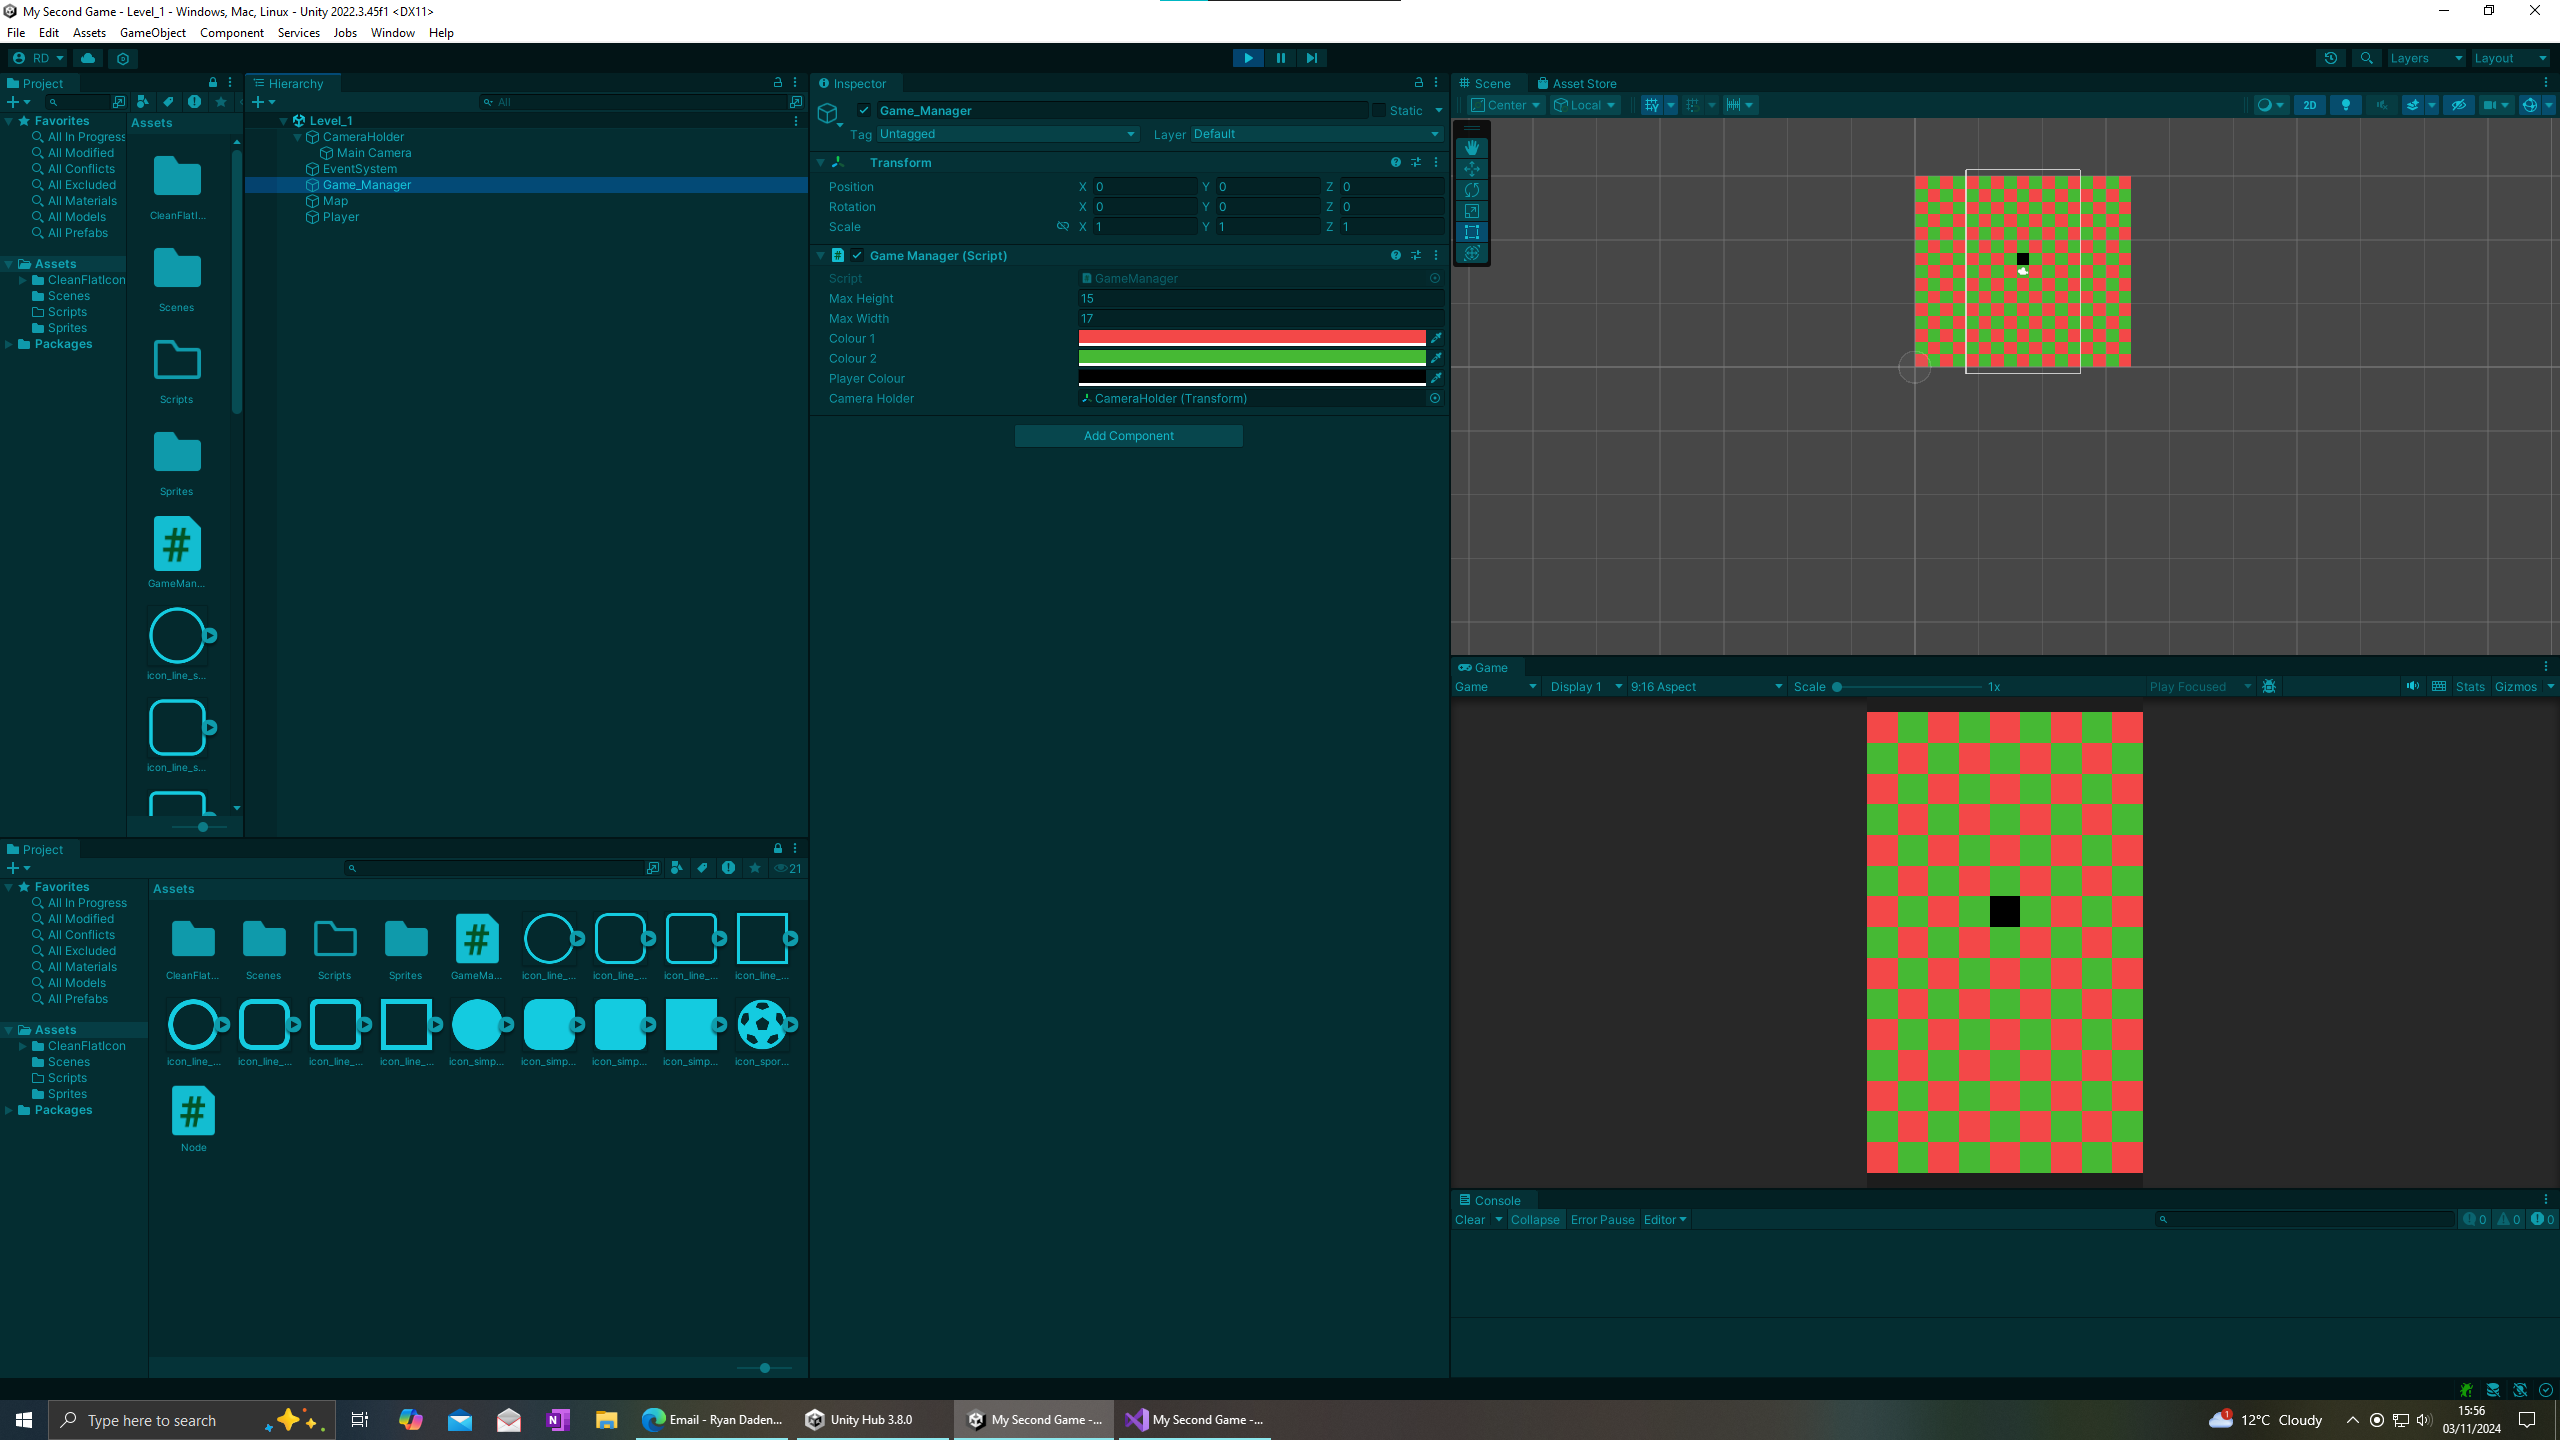 My Second Game - Level_1 - Windows, Mac, Linux - Unity 2022.3.45f1 <DX11>
File Edit Assets GameObject Component Services Jobs Window Help
RD Layers Layout
Project
Favorites
All In Progress
All Modified
All Conflicts
All Excluded
All Materials
All Models
All Prefabs
Assets
CleanFlatIcon
Scenes
Scripts
Sprites
Packages
Assets
CleanFlatI...
Scenes
Scripts
Sprites
GameMan...
icon_line_s...
icon_line_s...
Hierarchy
All
Level_1
CameraHolder
Main Camera
EventSystem
Game_Manager
Map
Player
Inspector
Game_Manager Static
Tag Untagged Layer Default
Transform
Position X 0 Y 0 Z 0
Rotation X 0 Y 0 Z 0
Scale X 1 Y 1 Z 1
# Game Manager (Script)
Script GameManager
Max Height 15
Max Width 17
Colour 1
Colour 2
Player Colour
Camera Holder CameraHolder (Transform)
Add Component
Scene Asset Store
Center Local 2D
Game
Game Display 1 9:16 Aspect Scale 1x Play Focused Stats Gizmos
Console
Clear Collapse Error Pause Editor 0 0 0
Project
21
Favorites
All In Progress
All Modified
All Conflicts
All Excluded
All Materials
All Models
All Prefabs
Assets
CleanFlatIcon
Scenes
Scripts
Sprites
Packages
Assets
CleanFlat... Scenes Scripts Sprites GameMa... icon_line_... icon_line_... icon_line_... icon_line_...
icon_line_... icon_line_... icon_line_... icon_line_... icon_simp... icon_simp... icon_simp... icon_simp... icon_spor...
Node
Type here to search
Email - Ryan Daden...
Unity Hub 3.8.0
My Second Game -...
My Second Game -...
1
12°C Cloudy
15:56
03/11/2024